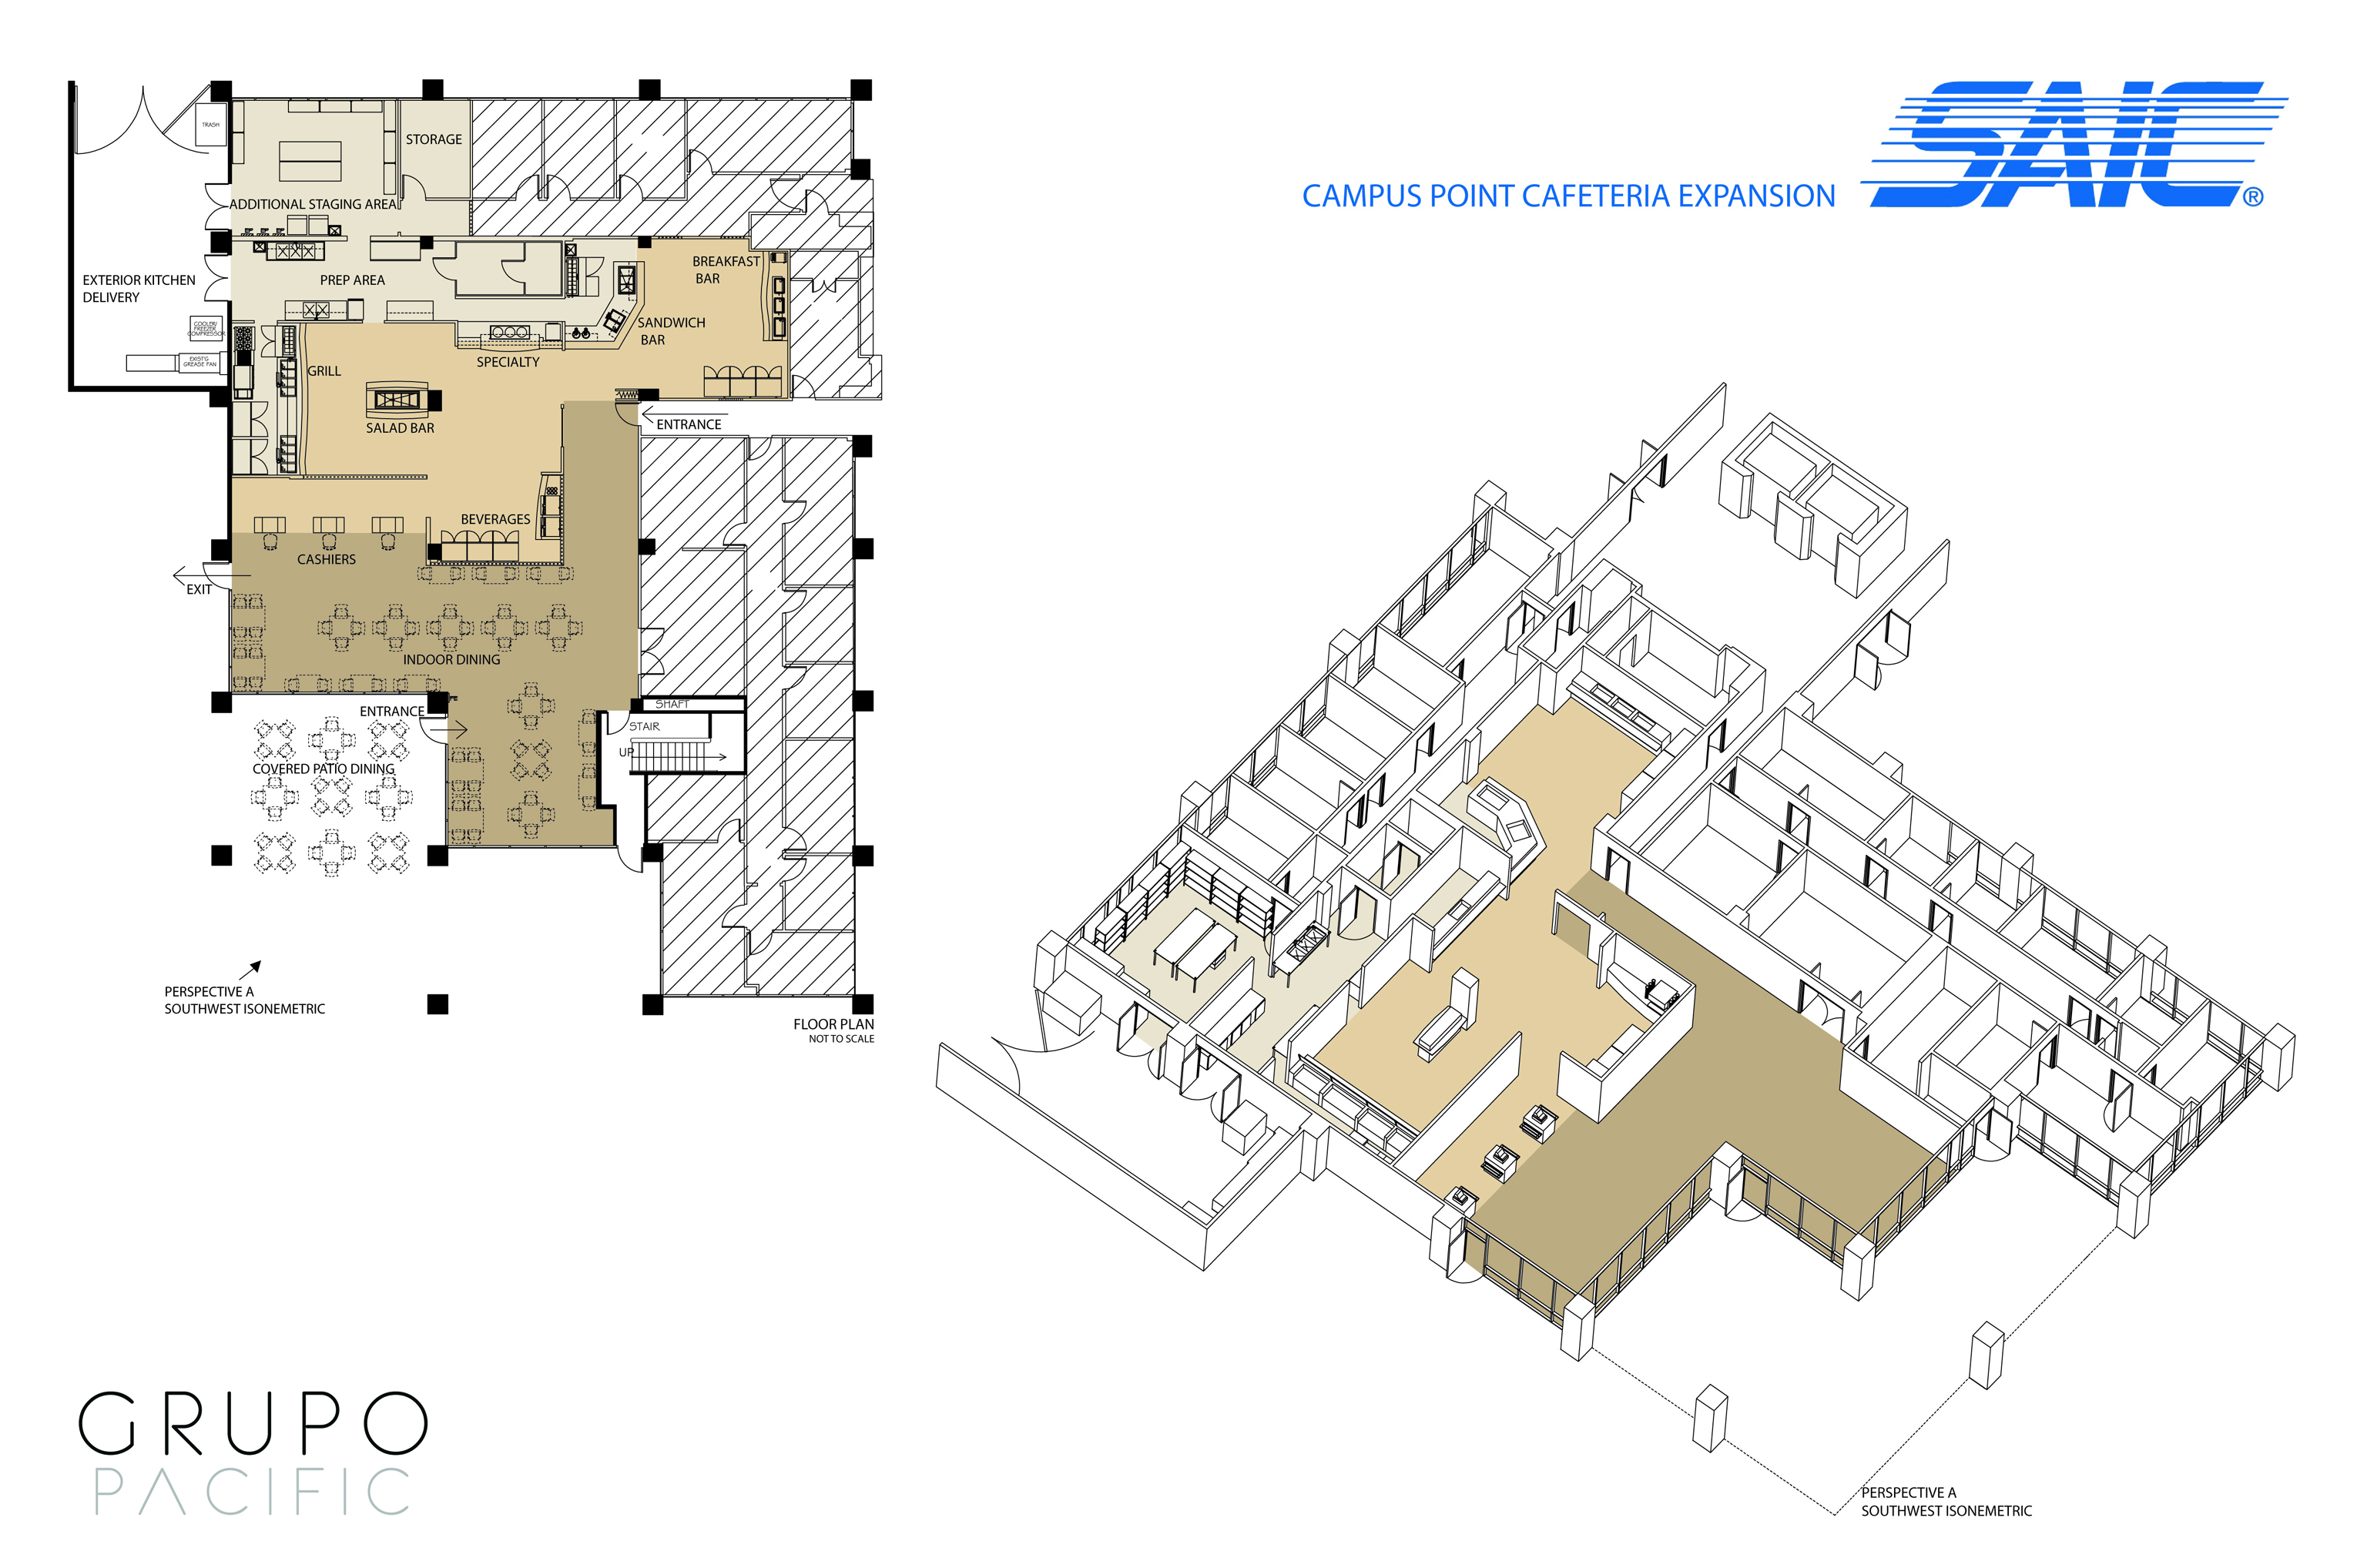 SAIC®
CAMPUS POINT CAFETERIA EXPANSION
TRASH
STORAGE
ADDITIONAL STAGING AREA
EXTERIOR KITCHEN
DELIVERY
PREP AREA
BREAKFAST
BAR
COOLER/
FREEZER
COMPRESSOR
SANDWICH
BAR
EXIST'G
GREASE FAN
GRILL
SPECIALTY
SALAD BAR
ENTRANCE
BEVERAGES
CASHIERS
EXIT
INDOOR DINING
ENTRANCE
SHAFT
STAIR
UP
COVERED PATIO DINING
PERSPECTIVE A
SOUTHWEST ISONEMETRIC
FLOOR PLAN
NOT TO SCALE
GRUPO
PACIFIC
PERSPECTIVE A
SOUTHWEST ISONEMETRIC